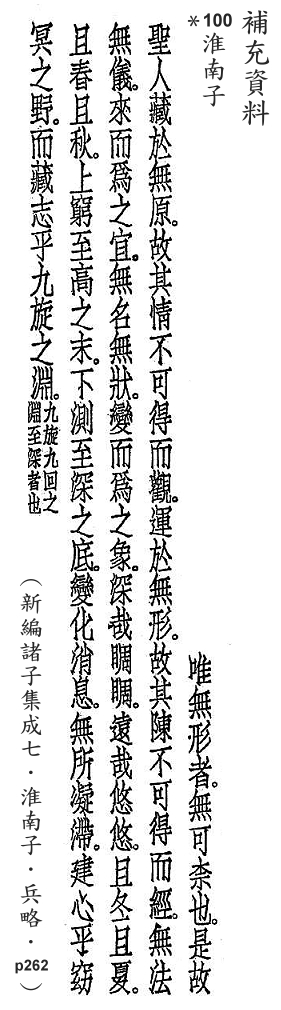 補充資料
*100
淮南子
唯無形者。無可柰也。是故
聖人藏於無原。故其情不可得而觀。運於無形。故其陳不可得而經。無法
無儀。來而爲之宜。無名無狀。變而爲之象。深哉睭睭。遠哉悠悠。且冬且夏。
且春且秋。上窮至高之末。下測至深之底。變化消息。無所凝滯。建心乎窈
冥之野。而藏志乎九旋之淵。九旋九回之
淵至深者也
(新編諸子集成七・淮南子・兵略・p262)